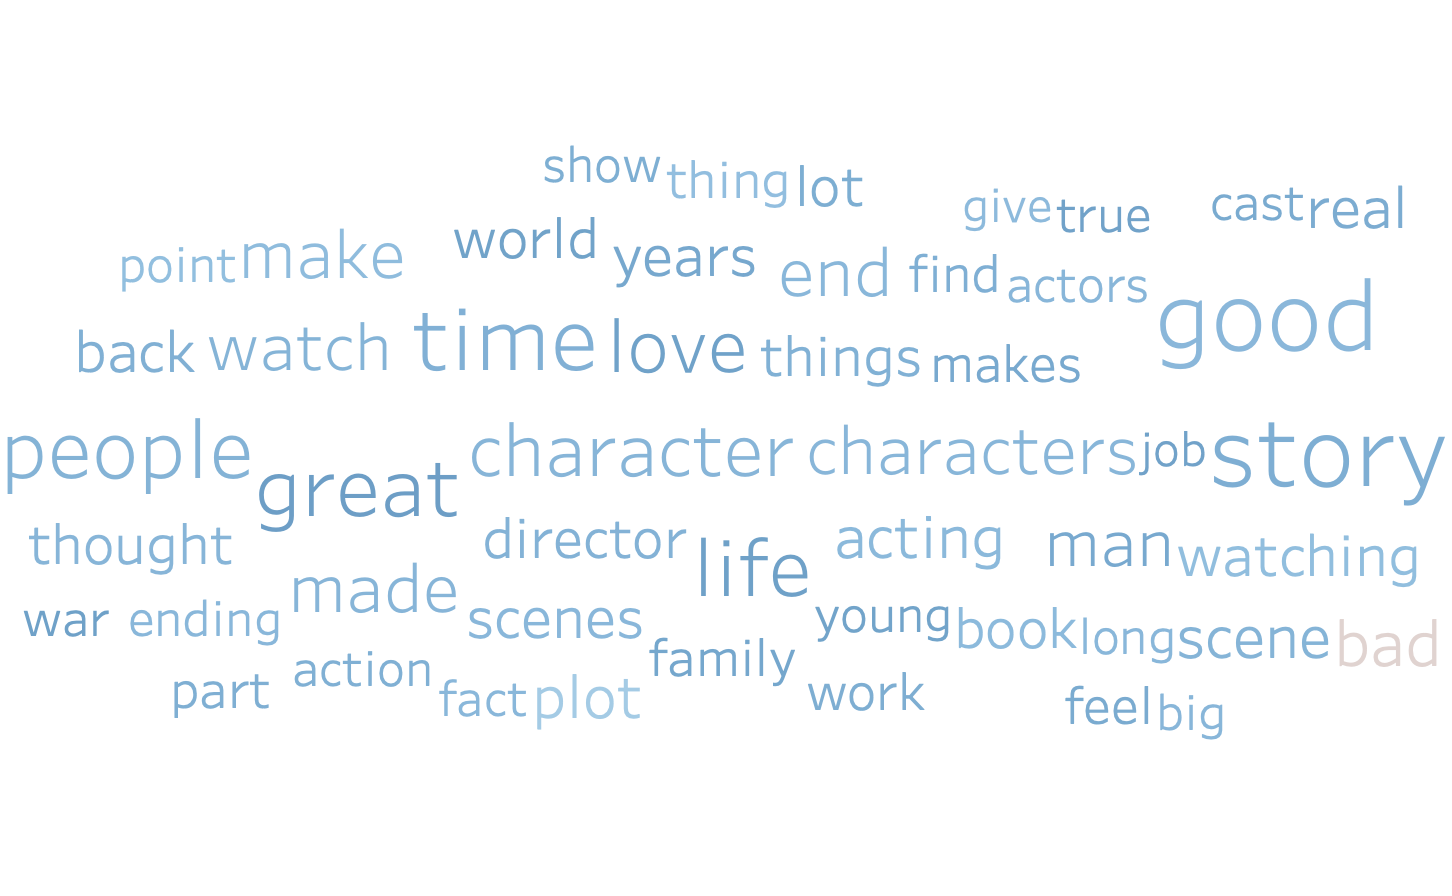 show thing lot
give true cast real
point make world years end find actors
back watch time love things makes good
people great character characters job story
thought director life acting man watching
war ending made scenes young book long scene bad
part action fact plot family work feel big